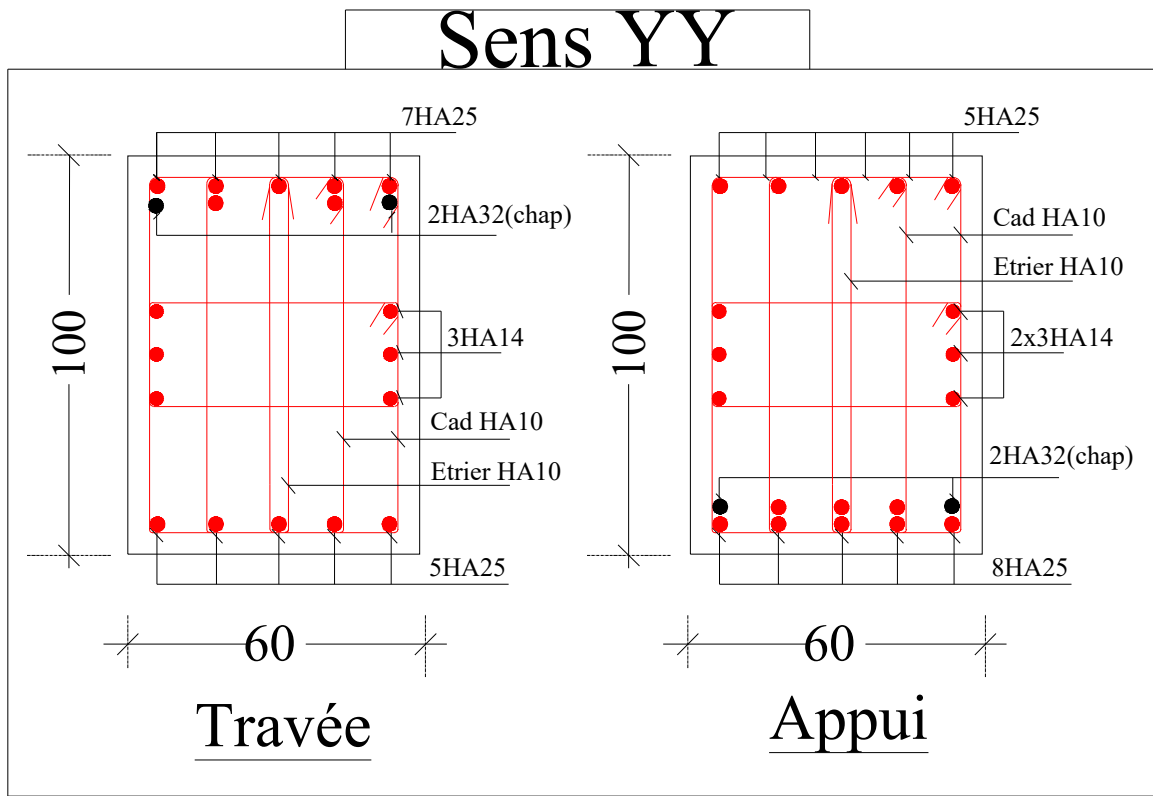 Sens YY
7HA25
2HA32(chap)
3HA14
Cad HA10
Etrier HA10
5HA25
100
60
Travée
5HA25
Cad HA10
Etrier HA10
2x3HA14
2HA32(chap)
8HA25
100
60
Appui